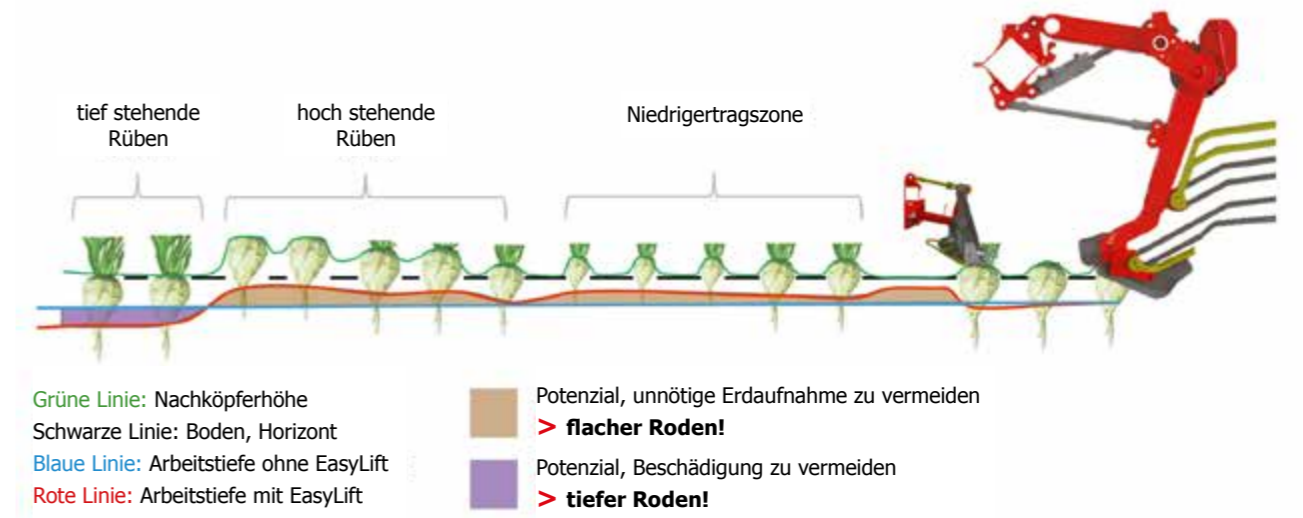 tief stehende
Rüben
hoch stehende
Rüben
Niedrigertragszone
Grüne Linie: Nachköpferhöhe
Schwarze Linie: Boden, Horizont
Blaue Linie: Arbeitstiefe ohne EasyLift
Rote Linie: Arbeitstiefe mit EasyLift
Potenzial, unnötige Erdaufnahme zu vermeiden
> flacher Roden!
Potenzial, Beschädigung zu vermeiden
> tiefer Roden!